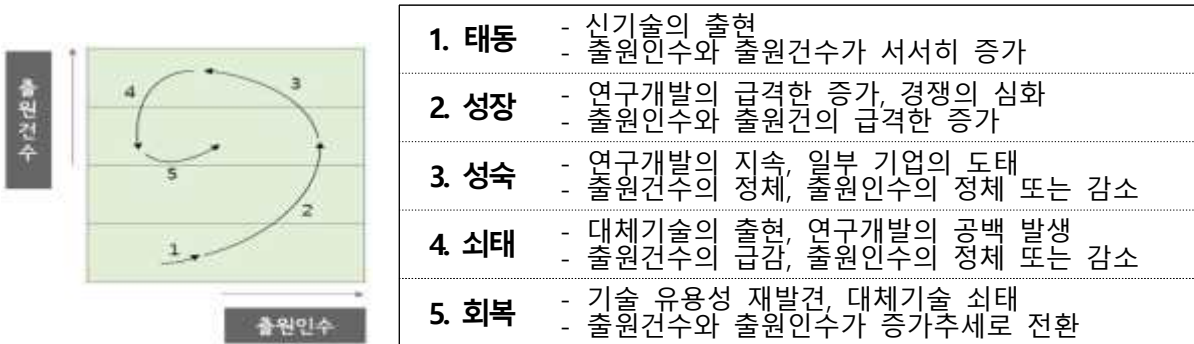 출원건수
4
3
5
2
1
출원인수
1. 태동
- 신기술의 출현
- 출원인수와 출원건수가 서서히 증가
2. 성장
- 연구개발의 급격한 증가, 경쟁의 심화
- 출원인수와 출원건의 급격한 증가
3. 성숙
- 연구개발의 지속, 일부 기업의 도태
- 출원건수의 정체, 출원인수의 정체 또는 감소
4. 쇠태
- 대체기술의 출현, 연구개발의 공백 발생
- 출원건수의 급감, 출원인수의 정체 또는 감소
5. 회복
- 기술 유용성 재발견, 대체기술 쇠태
- 출원건수와 출원인수가 증가추세로 전환